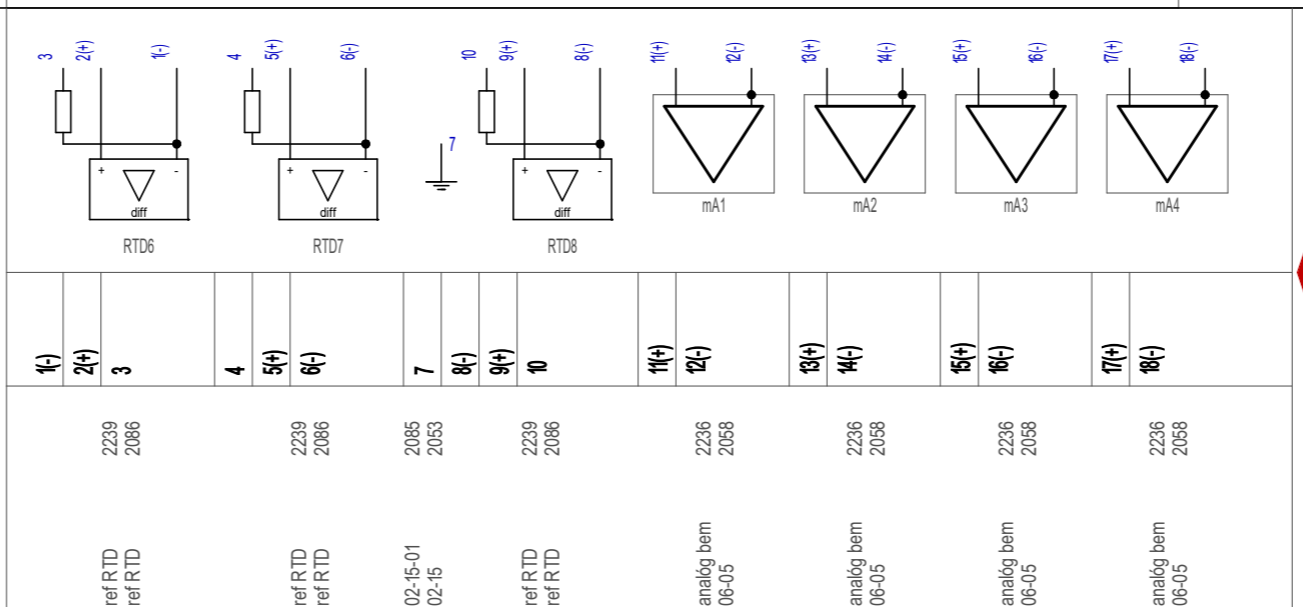 3 2(+) 1(-) 4 5(+) 6(-) 10 9(+) 8(-) 11(+) 12(-) 13(+) 14(-) 15(+) 16(-) 17(+) 18(-)
7
+ - + - + -
diff diff diff
mA1 mA2 mA3 mA4
RTD6 RTD7 RTD8
1(-) 2(+) 3 4 5(+) 6(-) 7 8(-) 9(+) 10 11(+) 12(-) 13(+) 14(-) 15(+) 16(-) 17(+) 18(-)
2239
2086
2239
2086
2085
2053
2239
2086
2236
2058
2236
2058
2236
2058
2236
2058
ref RTD
ref RTD
ref RTD
ref RTD
02-15-01
02-15
ref RTD
ref RTD
analóg bem
06-05
analóg bem
06-05
analóg bem
06-05
analóg bem
06-05